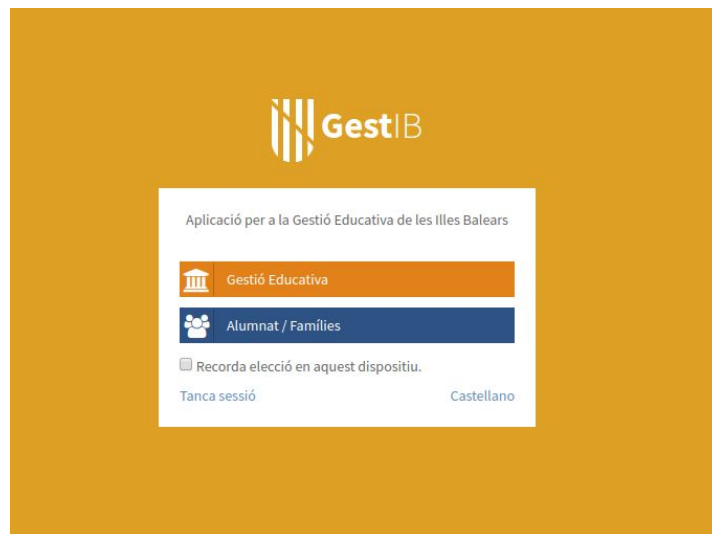 GestIB
Aplicació per a la Gestió Educativa de les Illes Balears
Gestió Educativa
Alumnat / Famílies
Recorda elecció en aquest dispositiu.
Tanca sessió
Castellano